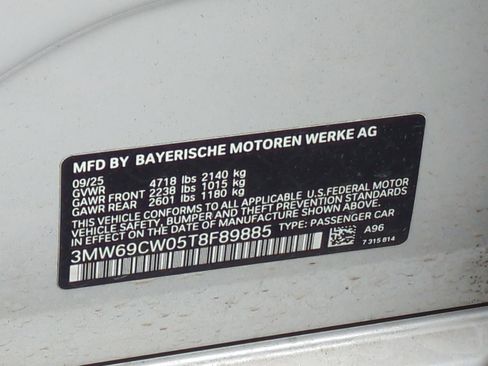 MFD BY BAYERISCHE MOTOREN WERKE AG
09/25 4718 lbs 2140 kg
GVWR
GAWR FRONT 2238 lbs 1015 kg
GAWR REAR 2601 lbs 1180 kg
THIS VEHICLE CONFORMS TO ALL APPLICABLE U.S.FEDERAL MOTOR
VEHICLE SAFETY, BUMPER AND THEFT PREVENTION STANDARDS
IN EFFECT ON THE DATE OF MANUFACTURE SHOWN ABOVE.
3MW69CW05T8F89885 TYPE: PASSENGER CAR
A96
7 315 814